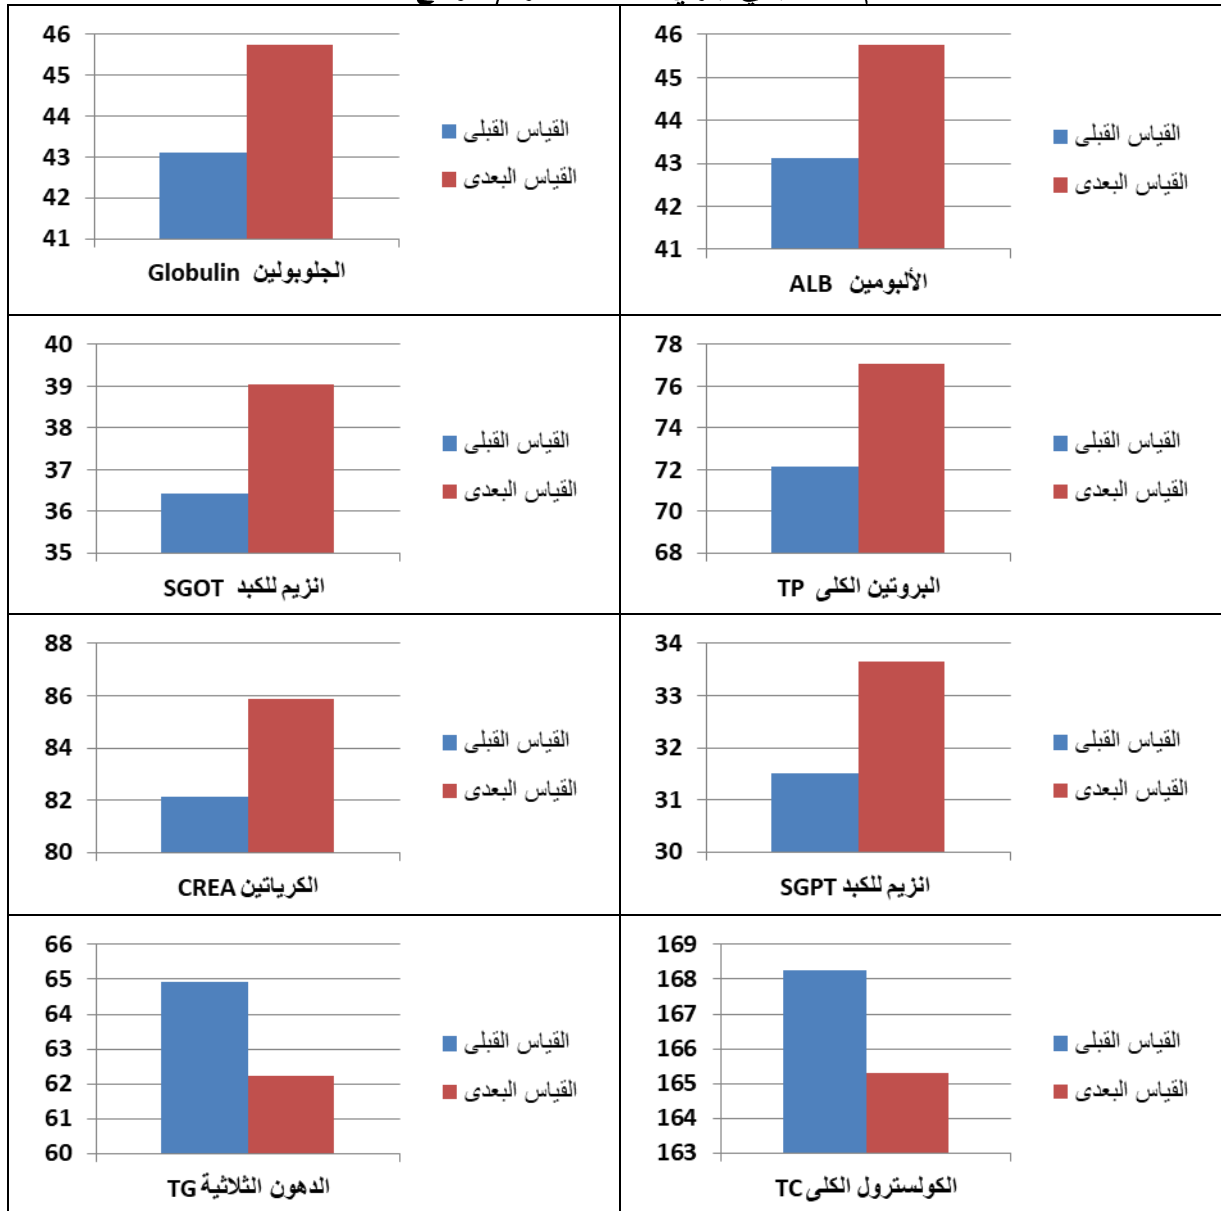 46
45
44
43
42
41
القياس القبلى
القياس البعدى
الألبومين ALB
46
45
44
43
42
41
القياس القبلى
القياس البعدى
الجلوبولين Globulin
78
76
74
72
70
68
القياس القبلى
القياس البعدى
البروتين الكلى TP
40
39
38
37
36
35
القياس القبلى
القياس البعدى
انزيم للكبد SGOT
34
33
32
31
30
القياس القبلى
القياس البعدى
انزيم للكبد SGPT
88
86
84
82
80
القياس القبلى
القياس البعدى
الكرياتين CREA
169
168
167
166
165
164
163
القياس القبلى
القياس البعدى
الكولسترول الكلى TC
66
65
64
63
62
61
60
القياس القبلى
القياس البعدى
الدهون الثلاثية TG